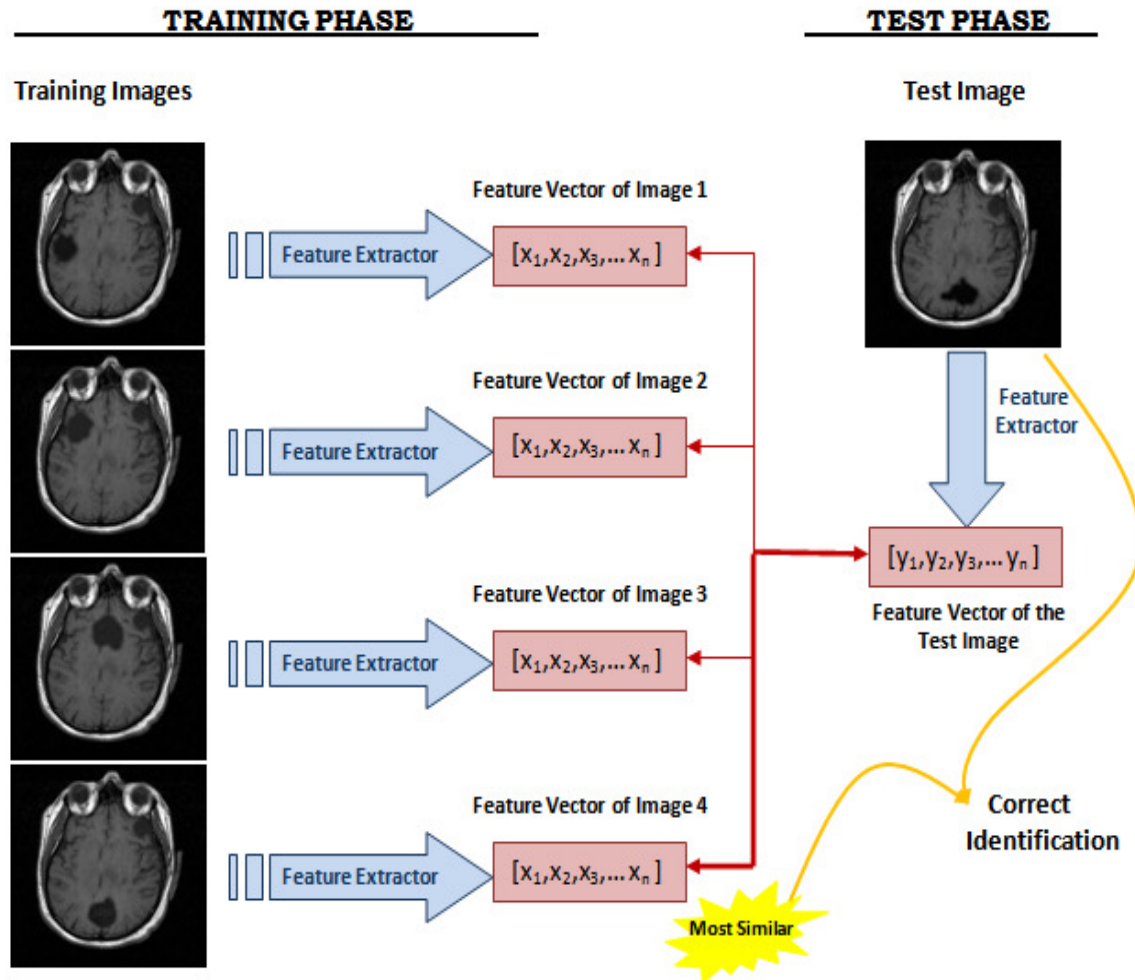 TRAINING PHASE
TEST PHASE
Training Images
Test Image
Feature Vector of Image 1
Feature Extractor
[x₁,x₂,x₃,... xₙ ]
Feature Vector of Image 2
Feature Extractor
[x₁,x₂,x₃,... xₙ ]
Feature
Extractor
[y₁,y₂,y₃,... yₙ ]
Feature Vector of the
Test Image
Feature Vector of Image 3
Feature Extractor
[x₁,x₂,x₃,... xₙ ]
Feature Vector of Image 4
Feature Extractor
[x₁,x₂,x₃,... xₙ ]
Most Similar
Correct
Identification